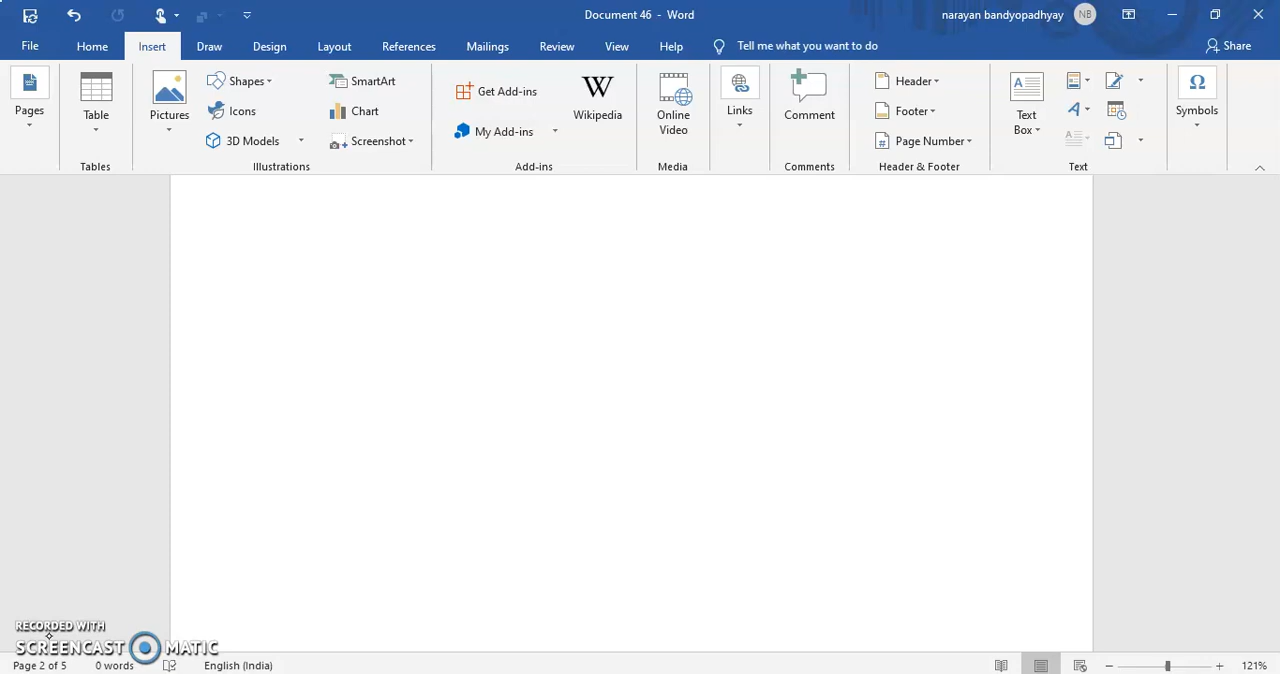 Document 46 - Word
narayan bandyopadhyay NB
File Home Insert Draw Design Layout References Mailings Review View Help Tell me what you want to do Share
Pages
Table
Pictures
Shapes
Icons
3D Models
SmartArt
Chart
Screenshot
Get Add-ins
My Add-ins
Wikipedia
W
Online
Video
Links
Comment
Header
Footer
# Page Number
A
Text
Box
A
A
Ω
Symbols
Tables Illustrations Add-ins Media Comments Header & Footer Text
RECORDED WITH
SCREENCAST MATIC
Page 2 of 5 0 words English (India) 121%